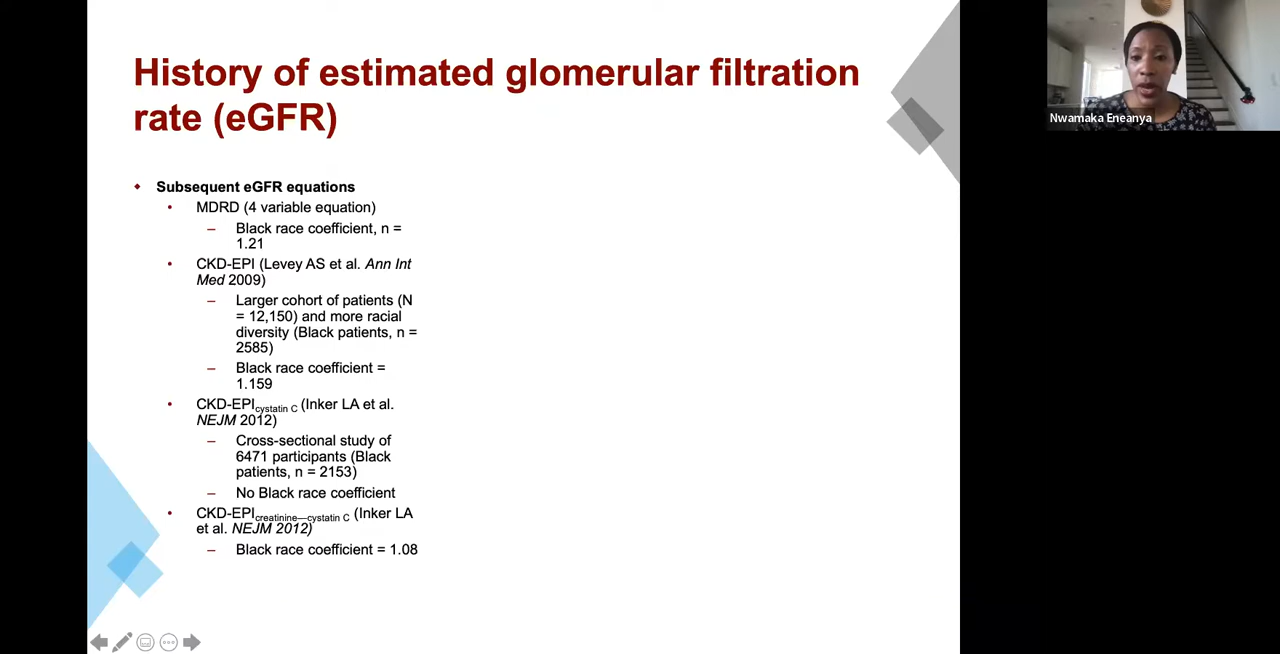 History of estimated glomerular filtration
rate (eGFR)
Subsequent eGFR equations
MDRD (4 variable equation)
– Black race coefficient, n =
1.21
CKD-EPI (Levey AS et al. Ann Int
Med 2009)
– Larger cohort of patients (N
= 12,150) and more racial
diversity (Black patients, n =
2585)
– Black race coefficient =
1.159
CKD-EPIcystatin C (Inker LA et al.
NEJM 2012)
– Cross-sectional study of
6471 participants (Black
patients, n = 2153)
– No Black race coefficient
CKD-EPIcreatinine—cystatin C (Inker LA
et al. NEJM 2012)
– Black race coefficient = 1.08
Nwamaka Eneanya